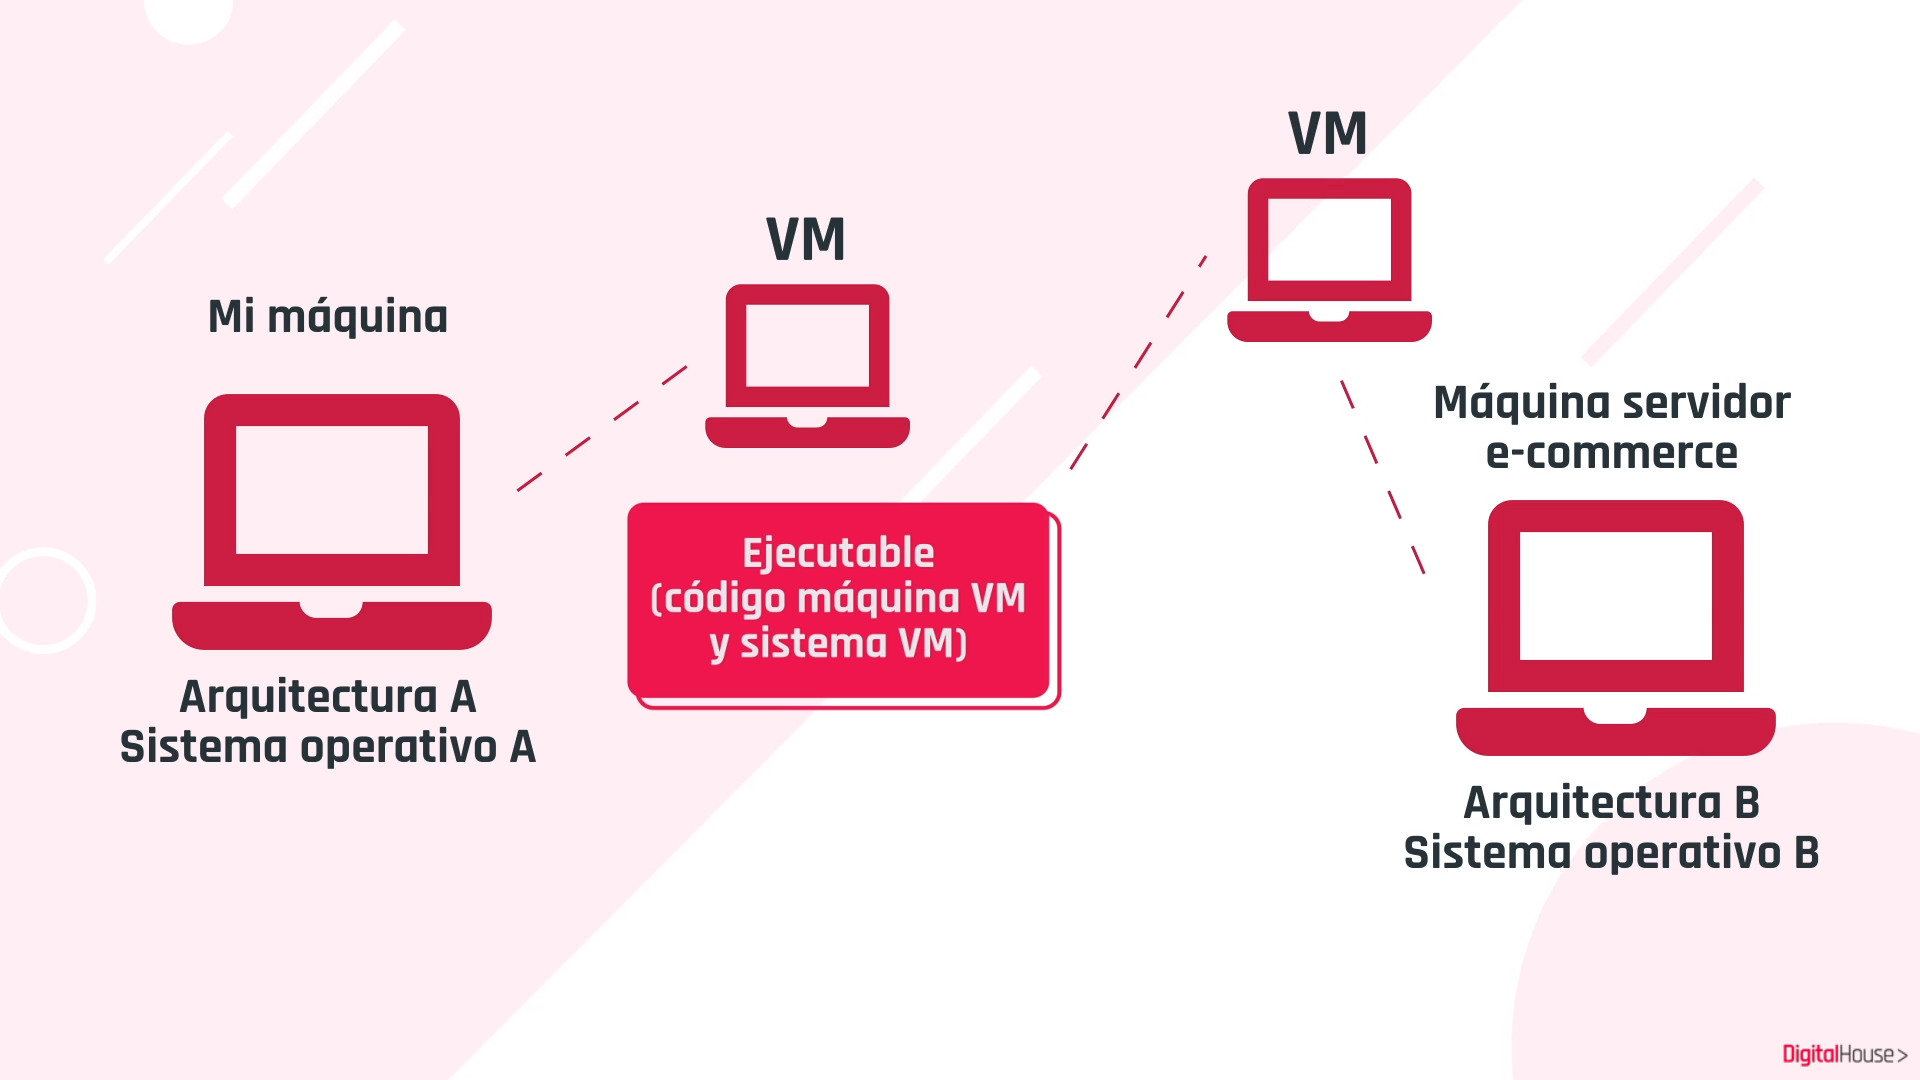 Mi máquina
Arquitectura A
Sistema operativo A
VM
Ejecutable
(código máquina VM
y sistema VM)
VM
Máquina servidor
e-commerce
Arquitectura B
Sistema operativo B
DigitalHouse>